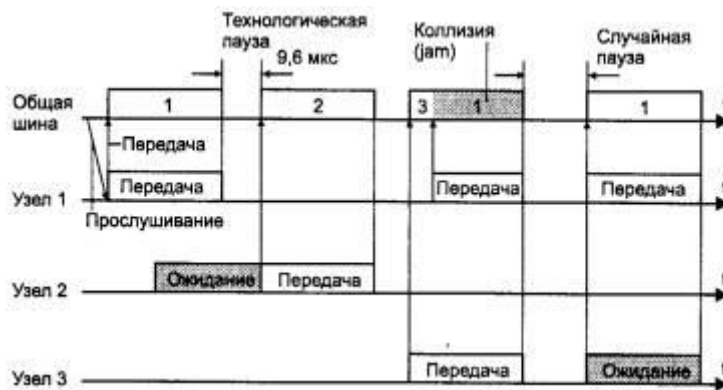 Технологическая
пауза
9,6 мкс
Коллизия
(jam)
Случайная
пауза
Общая
шина
1
2
3
1
1
Передача
Узел 1
Передача
Передача
Передача
Прослушивание
Узел 2
Ожидание
Передача
Узел 3
Передача
Ожидание